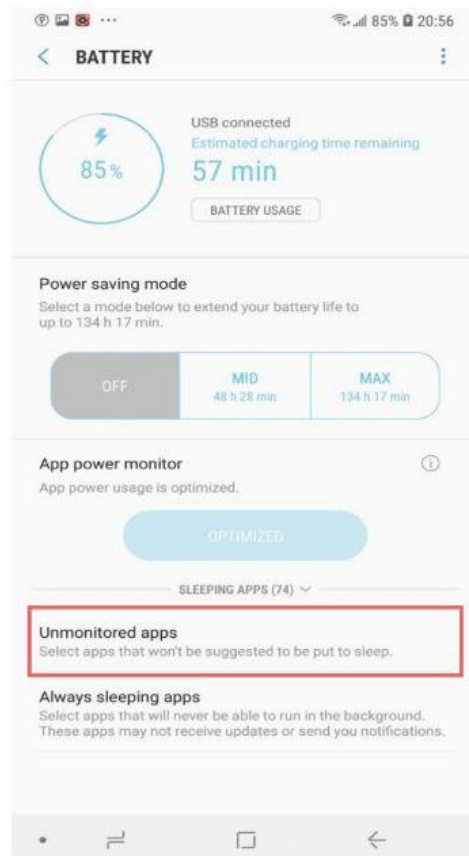 85% 20:56
BATTERY
USB connected
Estimated charging time remaining
85%
57 min
BATTERY USAGE
Power saving mode
Select a mode below to extend your battery life to
up to 134 h 17 min.
OFF
MID
48 h 28 min
MAX
134 h 17 min
App power monitor
App power usage is optimized.
OPTIMIZED
SLEEPING APPS (74)
Unmonitored apps
Select apps that won't be suggested to be put to sleep.
Always sleeping apps
Select apps that will never be able to run in the background.
These apps may not receive updates or send you notifications.